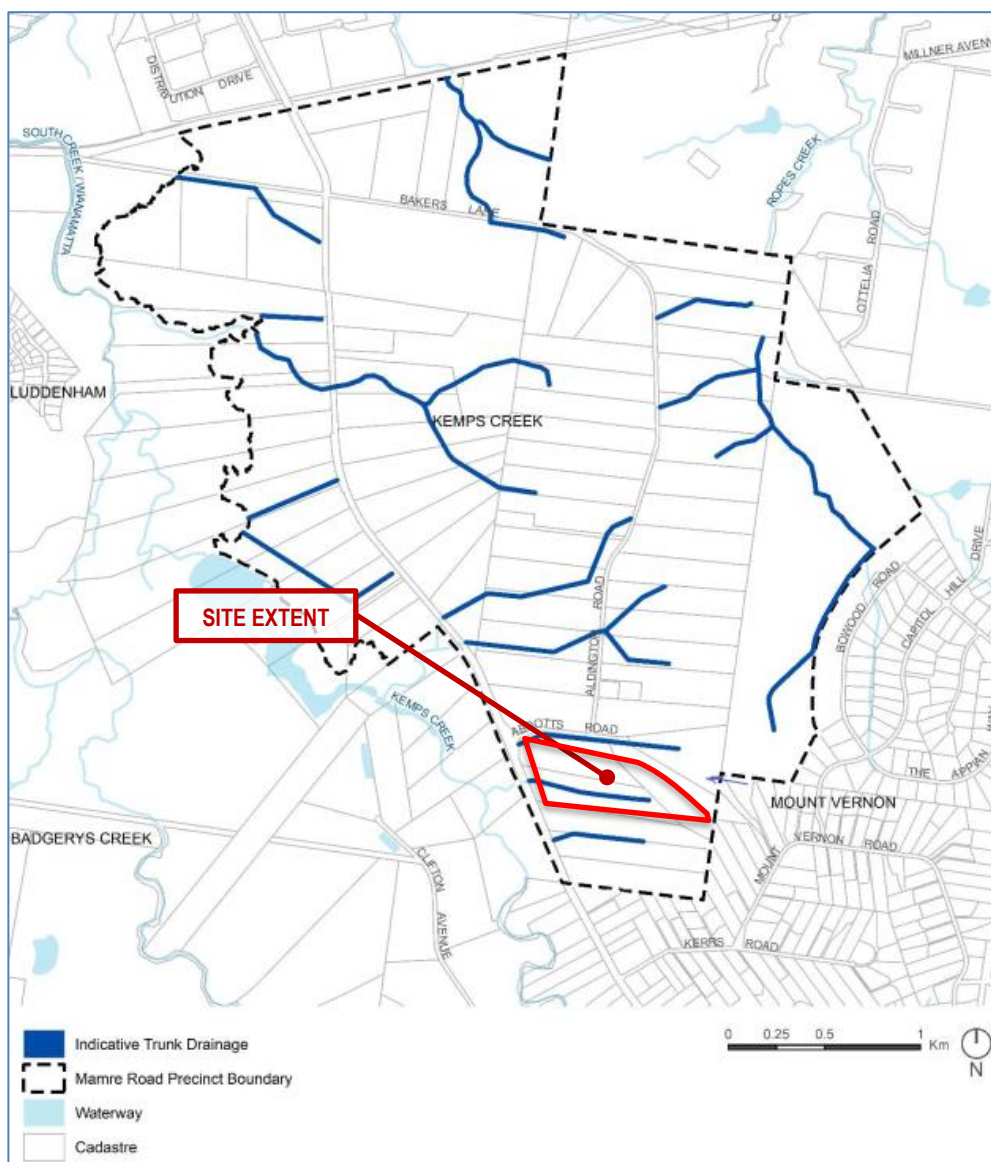 DISTRIBUTION DRIVE
MILLNER AVENUE
SOUTH CREEK / WIANAMATTA
ROPES CREEK
BAKERS LANE
OTTELIA ROAD
LUDDENHAM
KEMPS CREEK
SITE EXTENT
ALDINGTON ROAD
BOWOOD ROAD
CAPITOL HILL DRIVE
KEMPS CREEK
ABBOTTS ROAD
THE APPIAN WAY
MOUNT VERNON
BADGERYS CREEK
MOUNT VERNON ROAD
CLIFTON AVENUE
KERRS ROAD
Indicative Trunk Drainage
Mamre Road Precinct Boundary
Waterway
Cadastre
0 0.25 0.5 1 Km
N